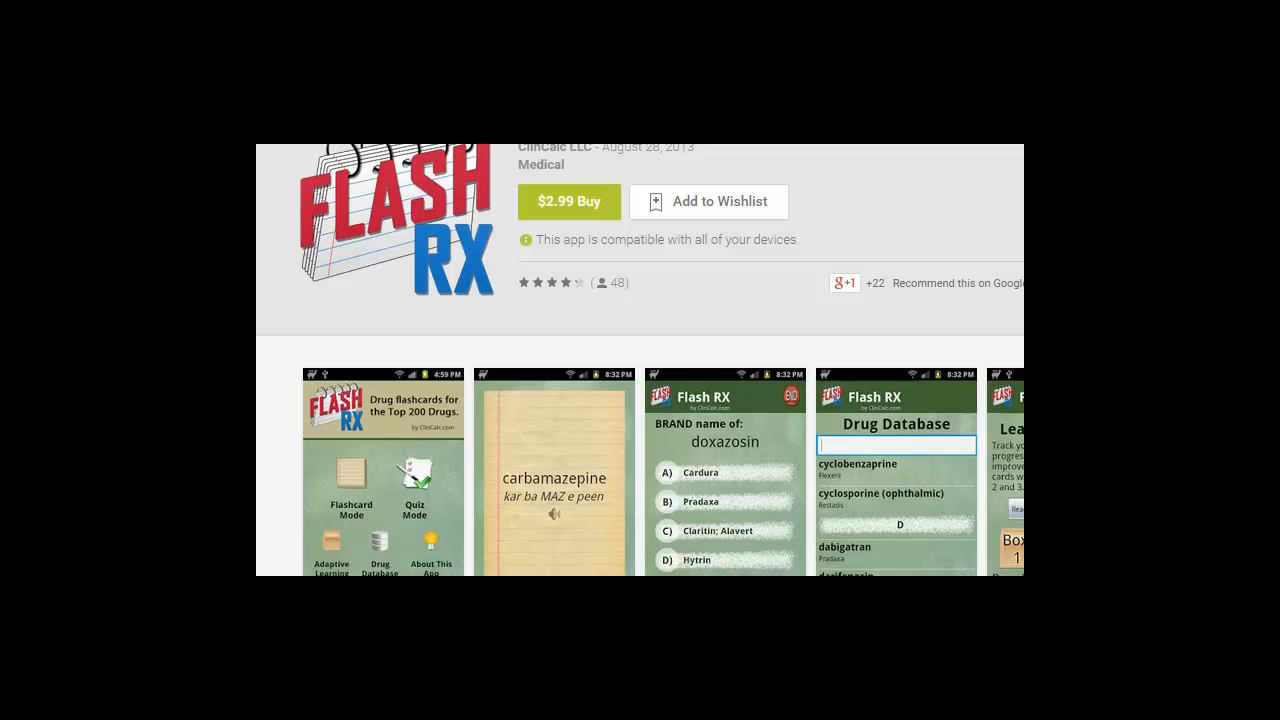 ClinCalc LLC - August 28, 2013
Medical
FLASH
RX
$2.99 Buy
Add to Wishlist
This app is compatible with all of your devices.
(48)
g+1
+22 Recommend this on Google
4:59 PM
FLASH
RX
Drug flashcards for
the Top 200 Drugs.
by ClinCalc.com
Flashcard
Mode
Quiz
Mode
Adaptive
Learning
Drug
Database
About This
App
8:32 PM
carbamazepine
kar ba MAZ e peen
8:32 PM
Flash RX
by ClinCalc.com
END
BRAND name of:
doxazosin
A) Cardura
B) Pradaxa
C) Claritin; Alavert
D) Hytrin
8:32 PM
Flash RX
by ClinCalc.com
Drug Database
cyclobenzaprine
Flexeril
cyclosporine (ophthalmic)
Restasis
D
dabigatran
Pradaxa
darifenacin
Lea
Track yo
progres
improve
cards w
2 and 3.
Rea
Box
1